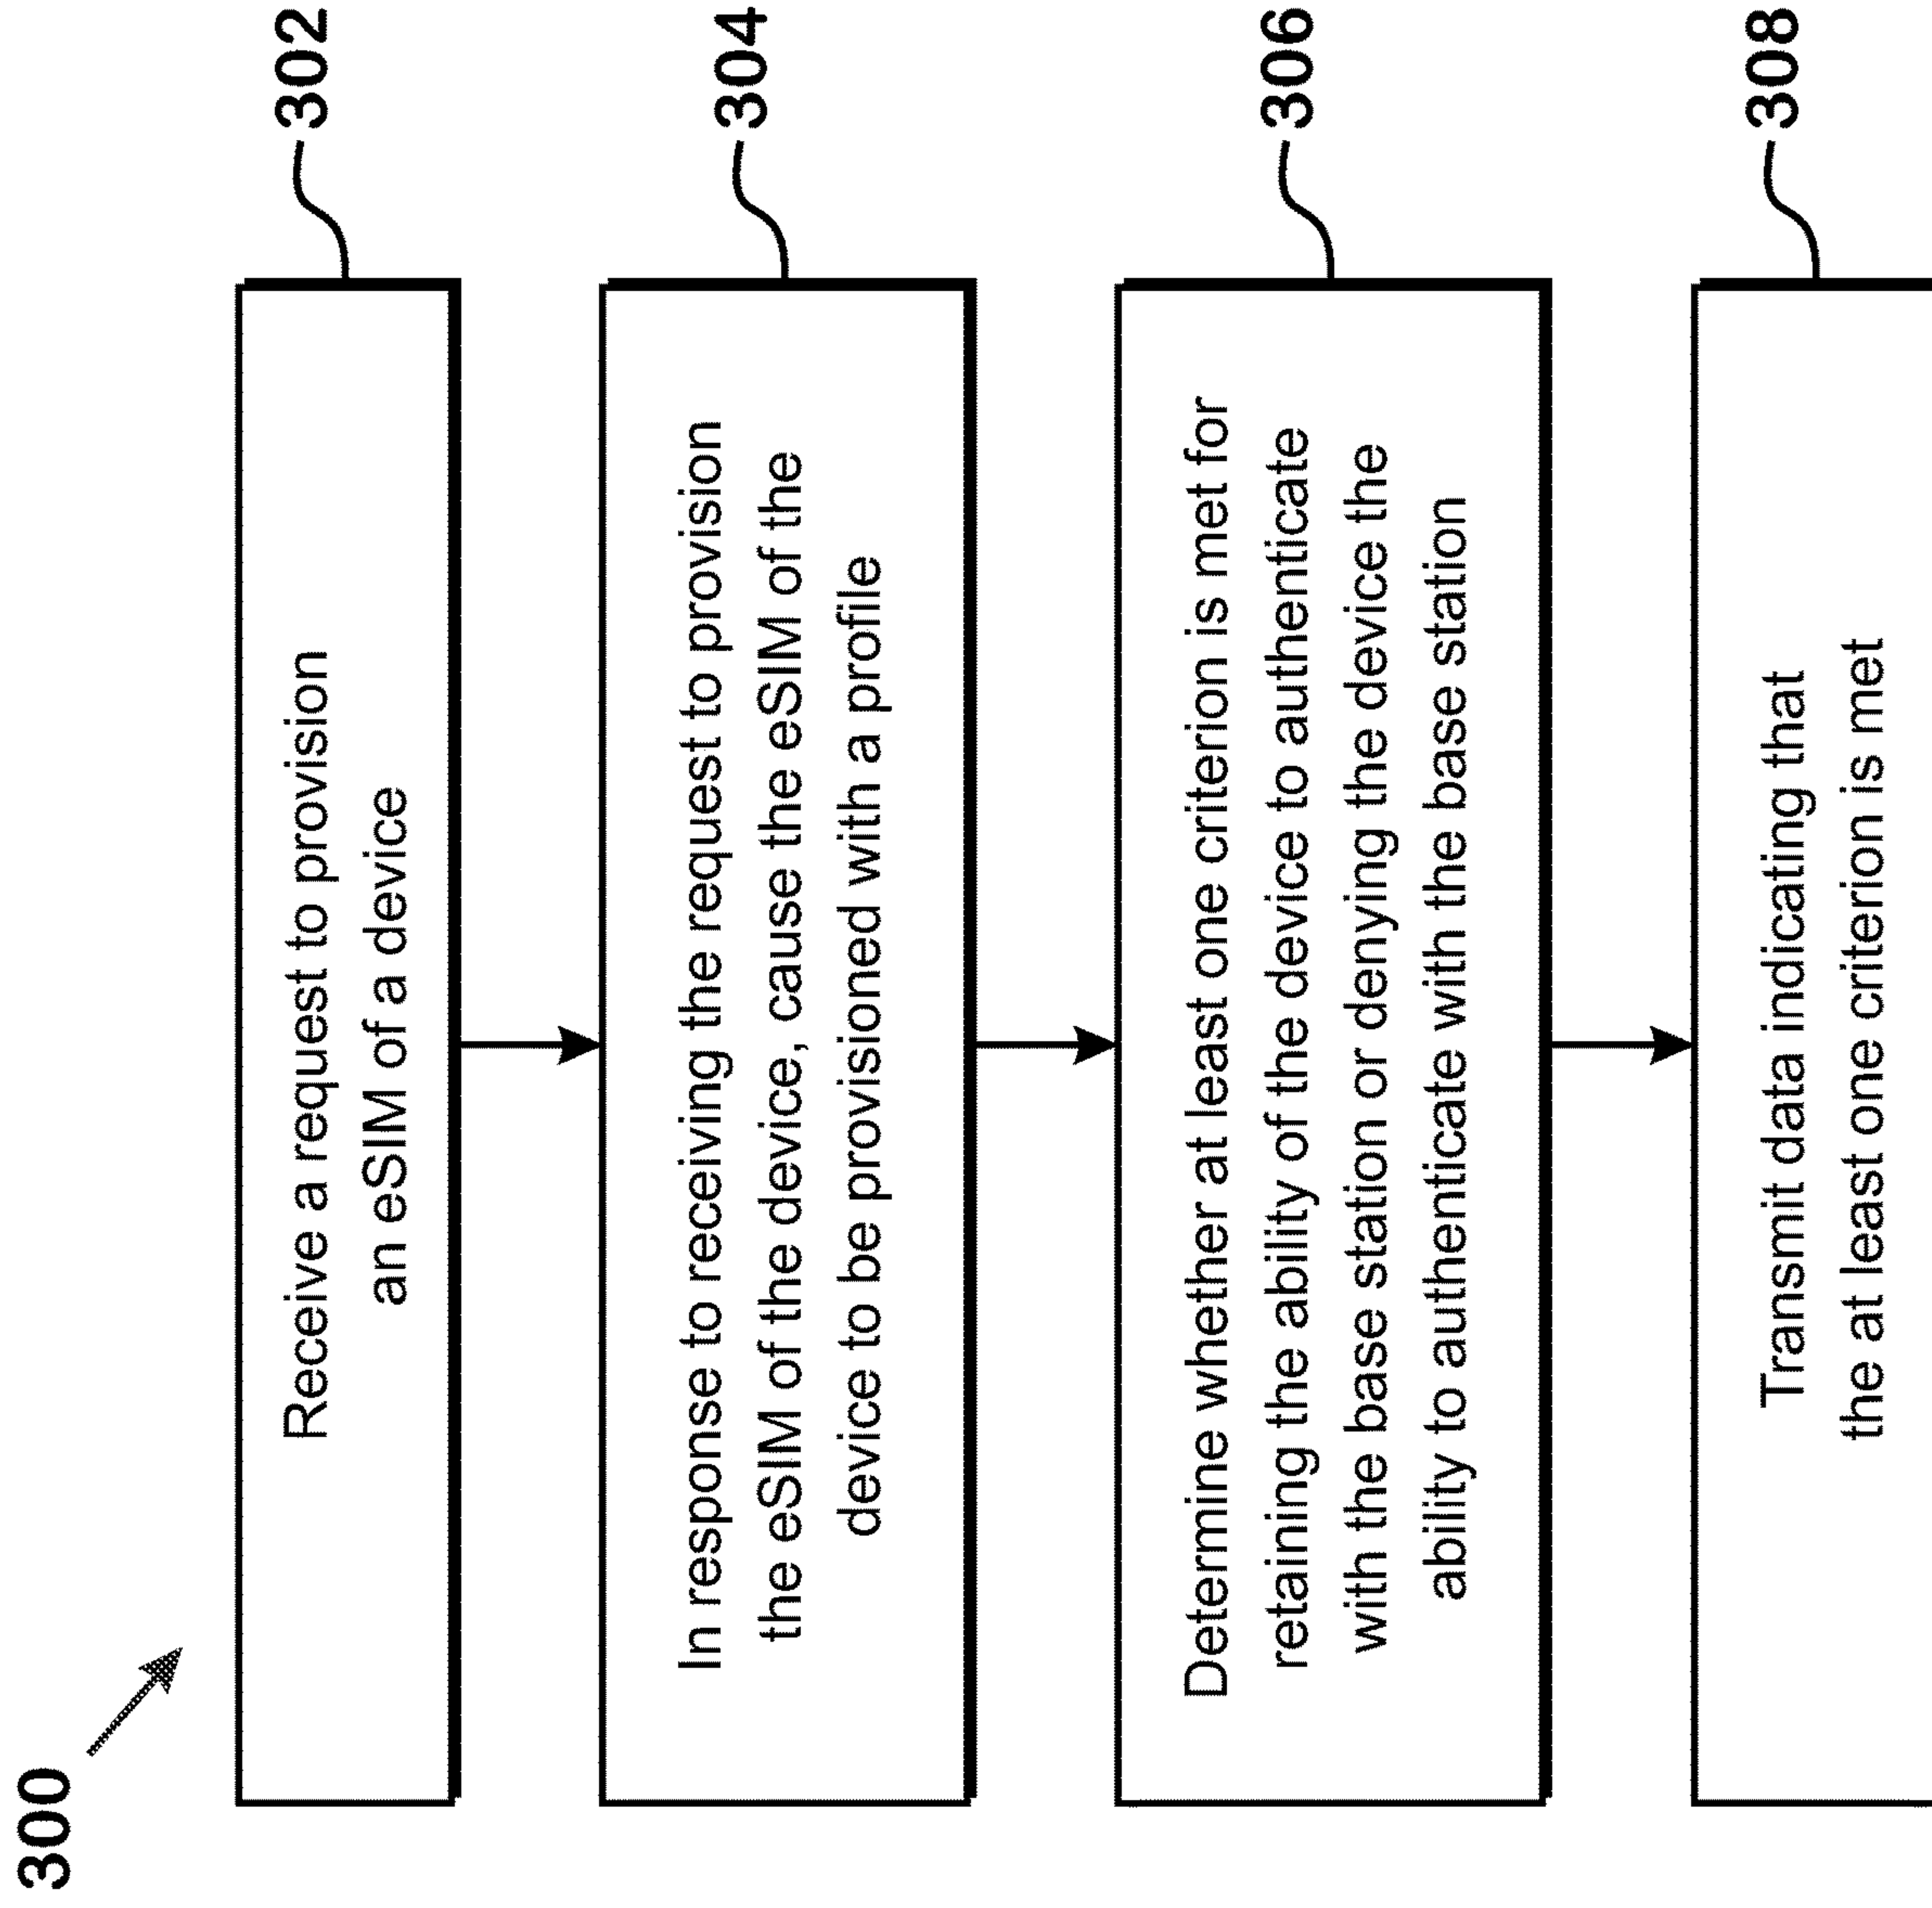 300
Receive a request to provision
an eSIM of a device
302
In response to receiving the request to provision
the eSIM of the device, cause the eSIM of the
device to be provisioned with a profile
304
Determine whether at least one criterion is met for
retaining the ability of the device to authenticate
with the base station or denying the device the
ability to authenticate with the base station
306
Transmit data indicating that
the at least one criterion is met
308